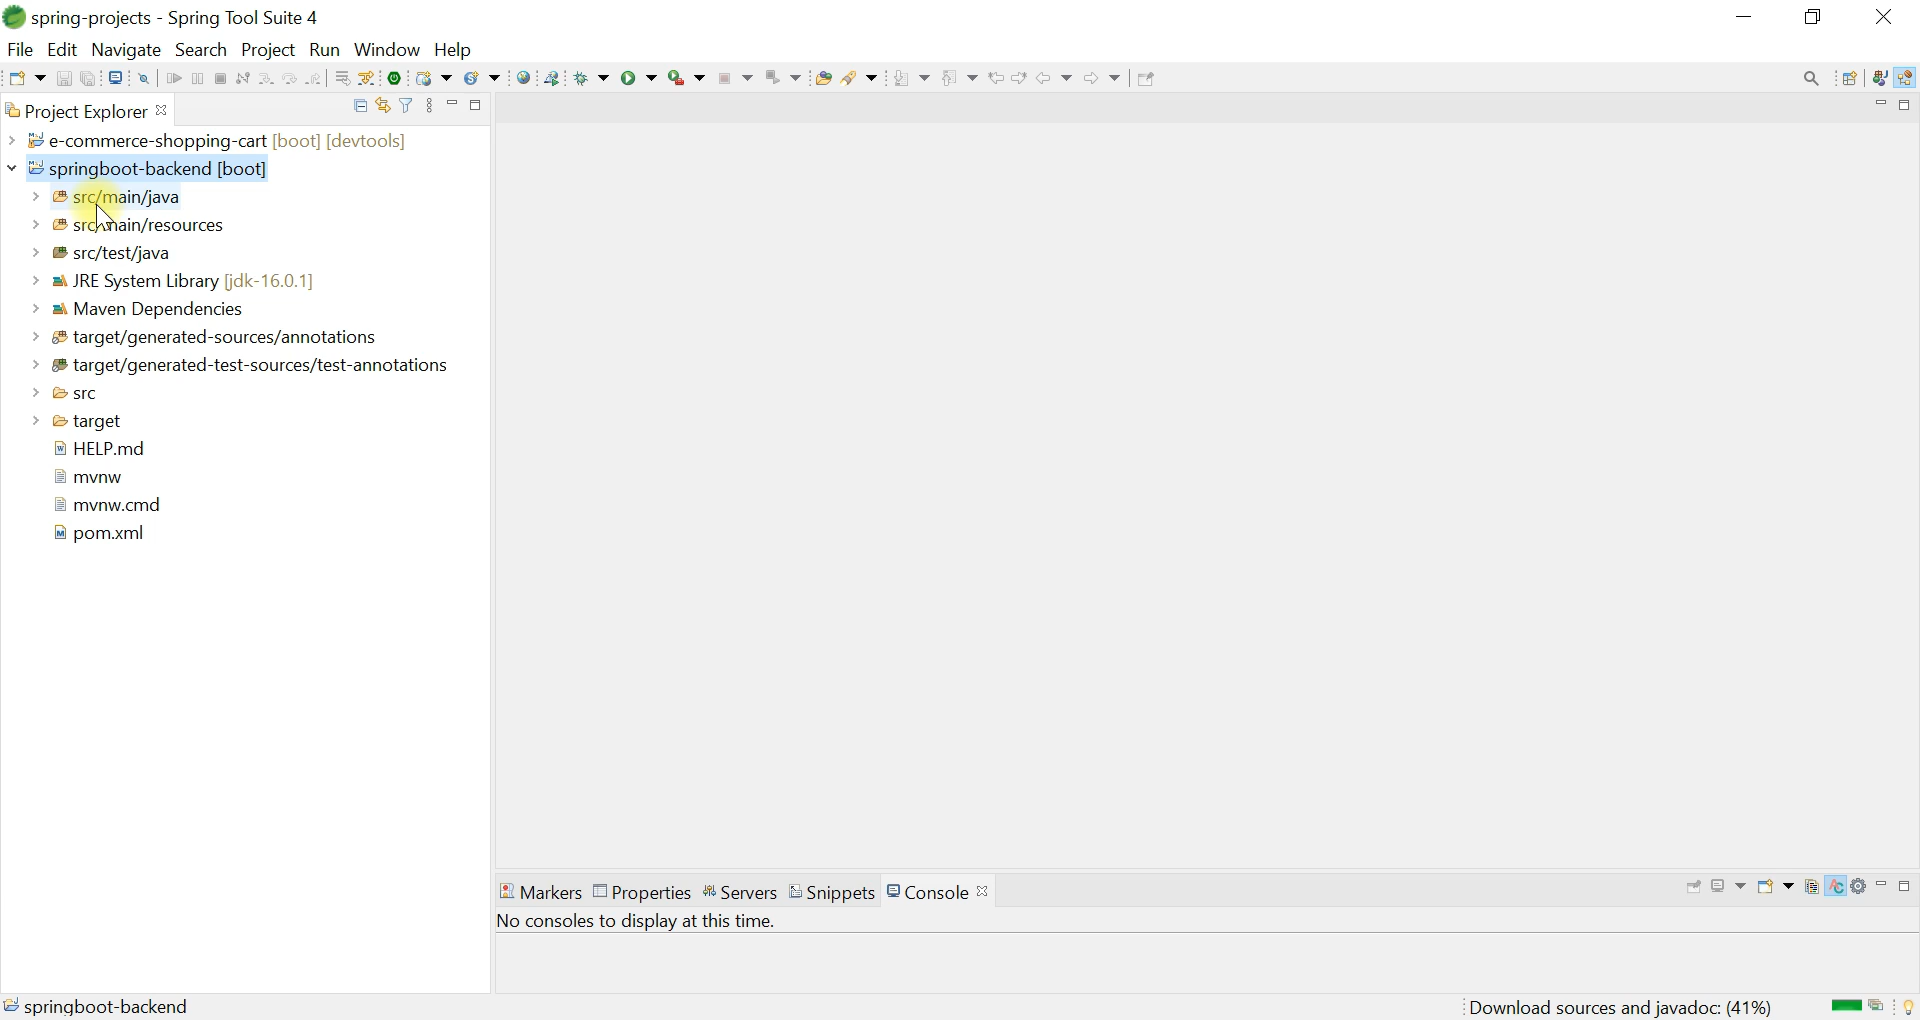 spring-projects - Spring Tool Suite 4
File Edit Navigate Search Project Run Window Help
Project Explorer
e-commerce-shopping-cart [boot] [devtools]
springboot-backend [boot]
src/main/java
src/main/resources
src/test/java
JRE System Library [jdk-16.0.1]
Maven Dependencies
target/generated-sources/annotations
target/generated-test-sources/test-annotations
src
target
HELP.md
mvnw
mvnw.cmd
pom.xml
Markers Properties Servers Snippets Console
No consoles to display at this time.
springboot-backend Download sources and javadoc: (41%)